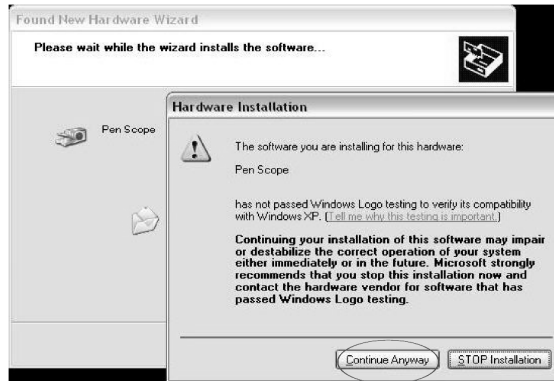 Found New Hardware Wizard
Please wait while the wizard installs the software...
Pen Scope
Hardware Installation
The software you are installing for this hardware:
Pen Scope
has not passed Windows Logo testing to verify its compatibility
with Windows XP. (Tell me why this testing is important.)
Continuing your installation of this software may impair
or destabilize the correct operation of your system
either immediately or in the future. Microsoft strongly
recommends that you stop this installation now and
contact the hardware vendor for software that has
passed Windows Logo testing.
Continue Anyway
STOP Installation